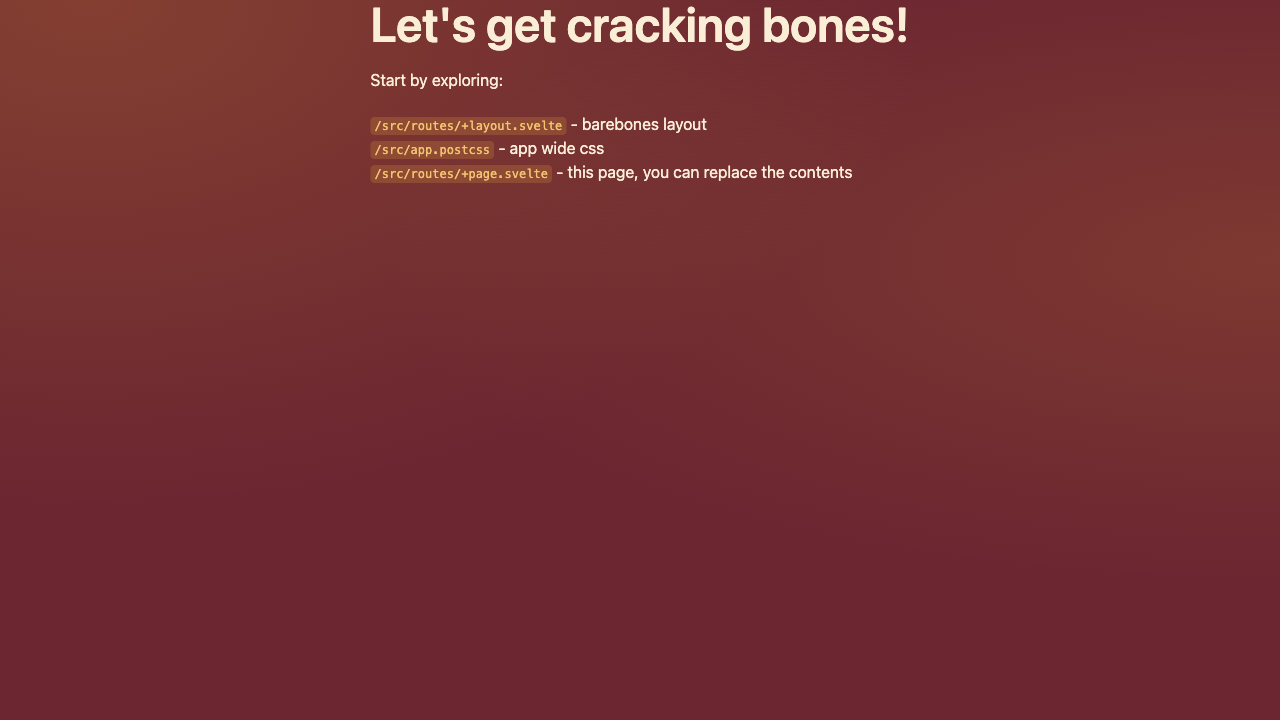 Let's get cracking bones!
Start by exploring:
/src/routes/+layout.svelte - barebones layout
/src/app.postcss - app wide css
/src/routes/+page.svelte - this page, you can replace the contents